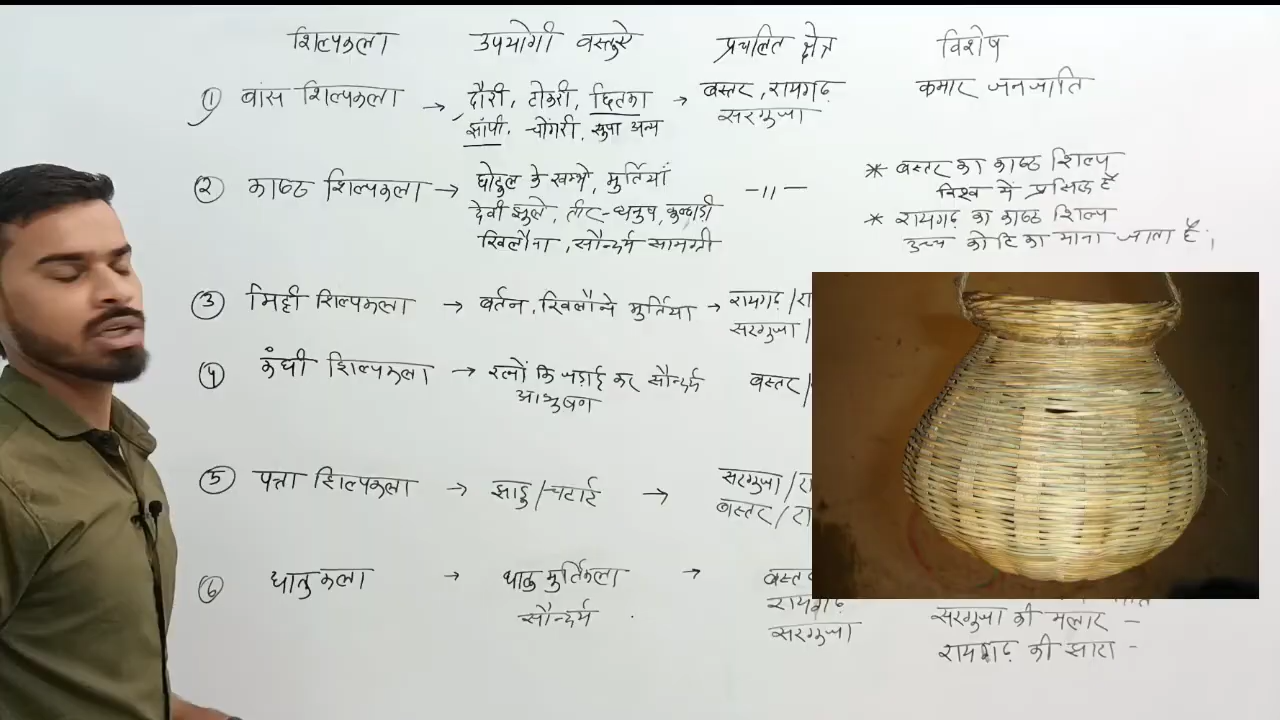 शिल्पकला उपयोगी वस्तुएे प्रचलित क्षेत्र विशेष
① बांस शिल्पकला → दौरी, टोकरी, छितका → बस्तर, रायगढ़ कमार जनजाति
झांपी, चोंगरी, सुपा अन्य सरगुजा
② काष्ठ शिल्पकला → घोटुल के खम्भे, मुर्तियाँ -〃- * बस्तर का काष्ठ शिल्प
देवी झुले, तीर-धनुष, कुल्हाड़ी विश्व में प्रसिद्ध है
खिलौना, सौन्दर्य सामग्री * रायगढ़ का काष्ठ शिल्प
उच्च कोटि का माना जाता है;
③ मिट्टी शिल्पकला → बर्तन, खिलौने मुर्तिया → रायगढ़/रा
सरगुजा/
④ कंघी शिल्पकला → रत्नों कि जड़ाई कर सौन्दर्य बस्तर/
आभूषण
⑤ पत्ता शिल्पकला → झाडु/चटाई → सरगुजा/रा
बस्तर/रा
⑥ धातुकला → धातु मुर्तिकला → बस्त
सौन्दर्य रायगढ़ सरगुजा की मलार -
सरगुजा रायगढ़ की झारा -